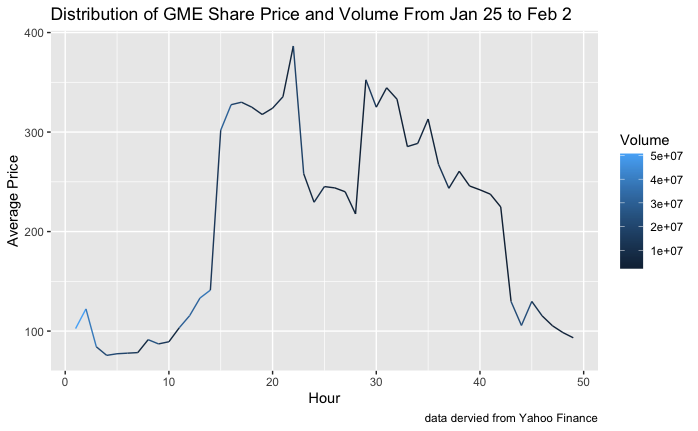 Distribution of GME Share Price and Volume From Jan 25 to Feb 2
400
300
200
100
Average Price
0
10
20
30
40
50
Hour
Volume
5e+07
4e+07
3e+07
2e+07
1e+07
data dervied from Yahoo Finance